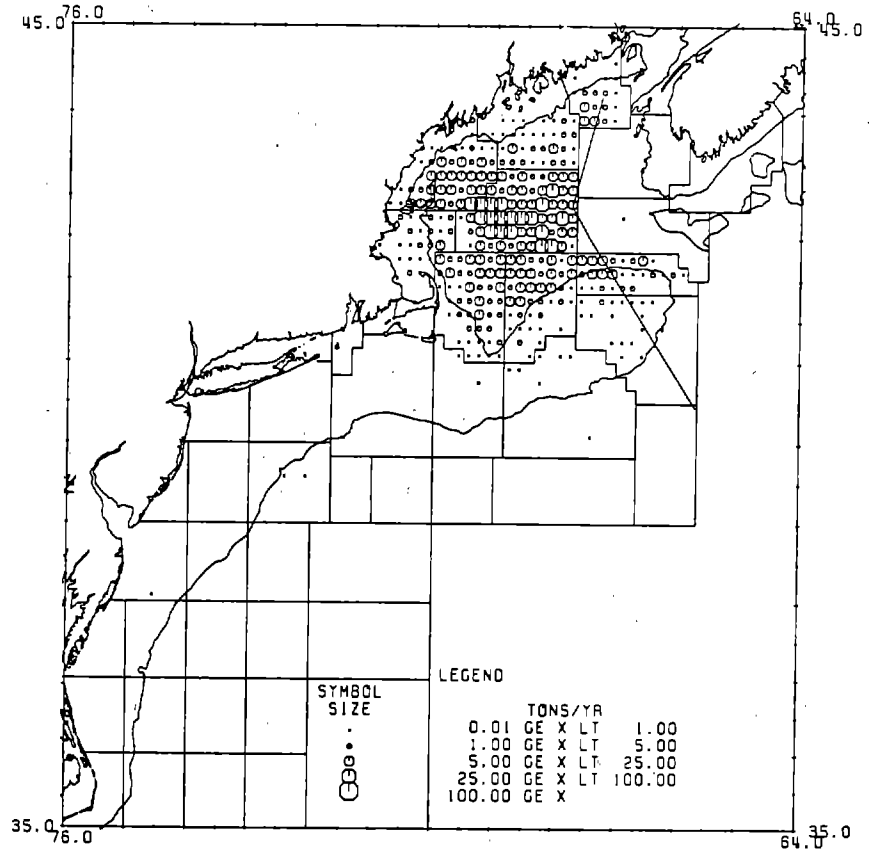 76.0 64.0
45.0 45.0
LEGEND
SYMBOL
SIZE
TONS/YR
0.01 GE X LT 1.00
1.00 GE X LT 5.00
5.00 GE X LT 25.00
25.00 GE X LT 100.00
100.00 GE X
35.0 35.0
76.0 64.0